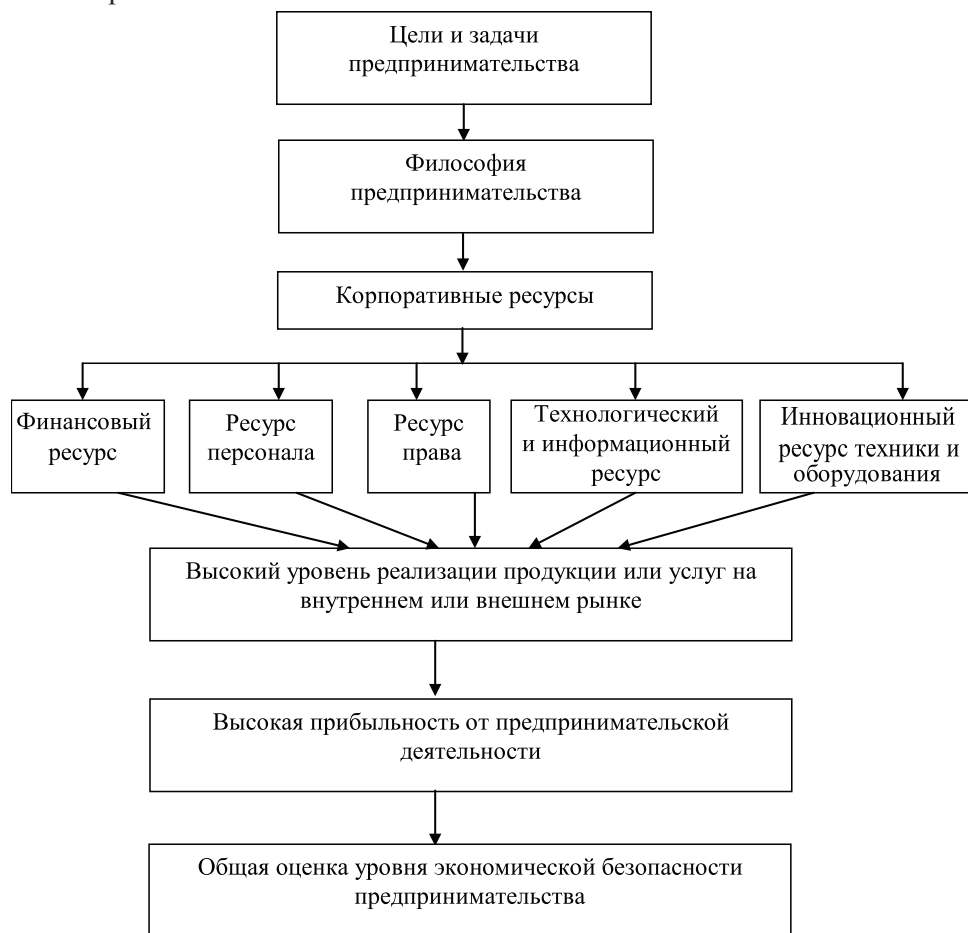 Цели и задачи
предпринимательства
Философия
предпринимательства
Корпоративные ресурсы
Финансовый
ресурс
Ресурс
персонала
Ресурс
права
Технологический
и информационный
ресурс
Инновационный
ресурс техники и
оборудования
Высокий уровень реализации продукции или услуг на
внутреннем или внешнем рынке
Высокая прибыльность от предпринимательской
деятельности
Общая оценка уровня экономической безопасности
предпринимательства